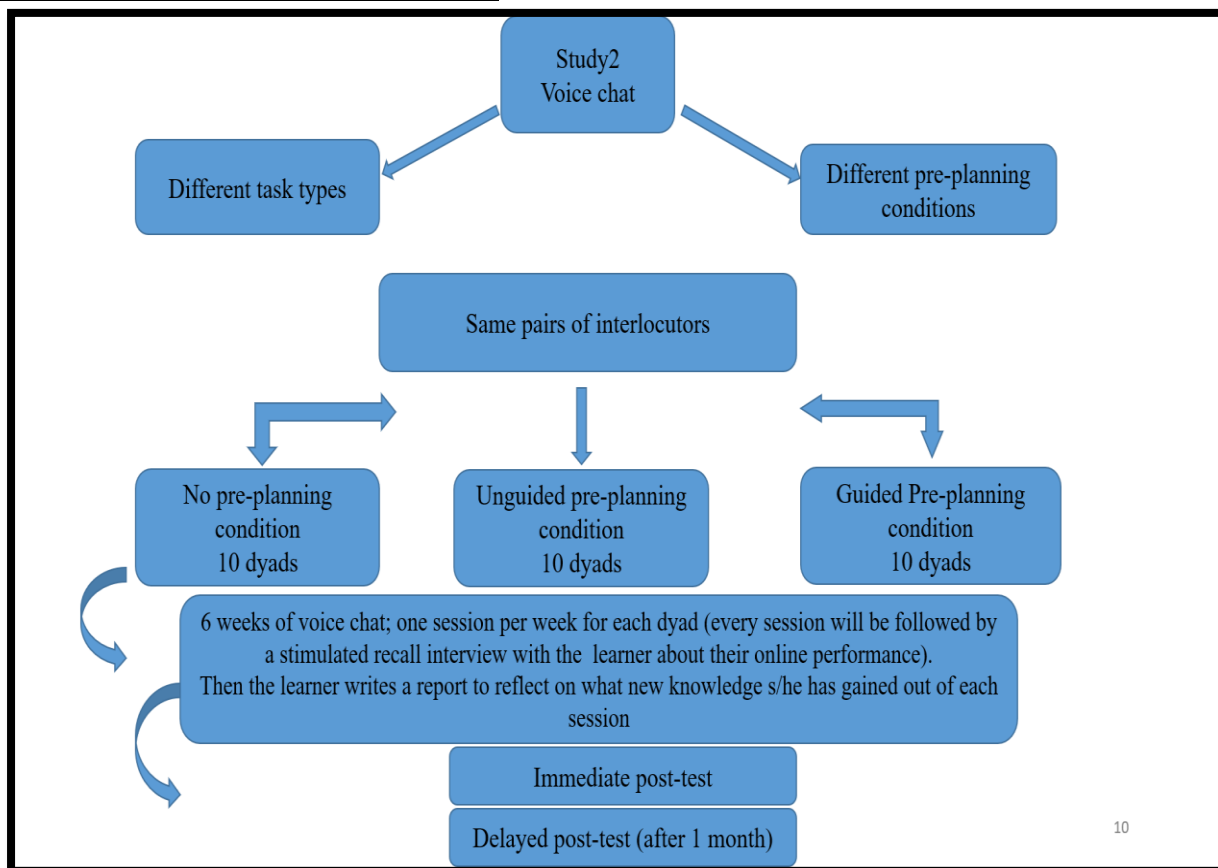 Study2
Voice chat
Different task types
Different pre-planning
conditions
Same pairs of interlocutors
No pre-planning
condition
10 dyads
Unguided pre-planning
condition
10 dyads
Guided Pre-planning
condition
10 dyads
6 weeks of voice chat; one session per week for each dyad (every session will be followed by
a stimulated recall interview with the learner about their online performance).
Then the learner writes a report to reflect on what new knowledge s/he has gained out of each
session
Immediate post-test
Delayed post-test (after 1 month)
10